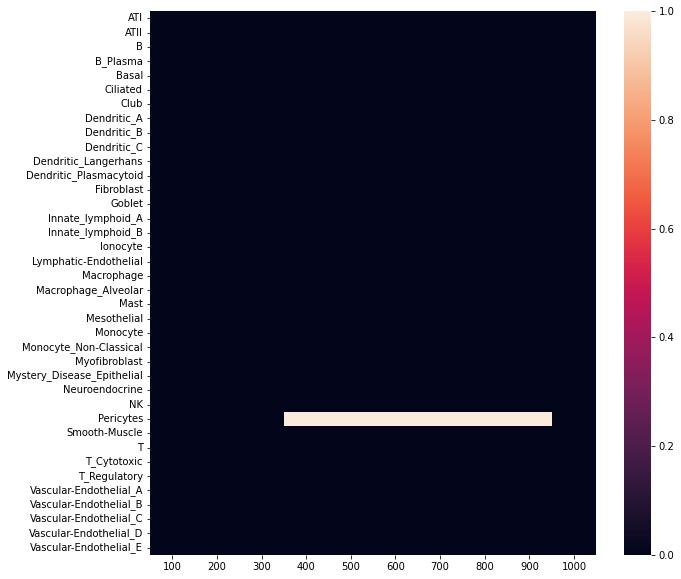 ATI
ATII
B
B_Plasma
Basal
Ciliated
Club
Dendritic_A
Dendritic_B
Dendritic_C
Dendritic_Langerhans
Dendritic_Plasmacytoid
Fibroblast
Goblet
Innate_lymphoid_A
Innate_lymphoid_B
Ionocyte
Lymphatic-Endothelial
Macrophage
Macrophage_Alveolar
Mast
Mesothelial
Monocyte
Monocyte_Non-Classical
Myofibroblast
Mystery_Disease_Epithelial
Neuroendocrine
NK
Pericytes
Smooth-Muscle
T
T_Cytotoxic
T_Regulatory
Vascular-Endothelial_A
Vascular-Endothelial_B
Vascular-Endothelial_C
Vascular-Endothelial_D
Vascular-Endothelial_E
100 200 300 400 500 600 700 800 900 1000
1.0
0.8
0.6
0.4
0.2
0.0